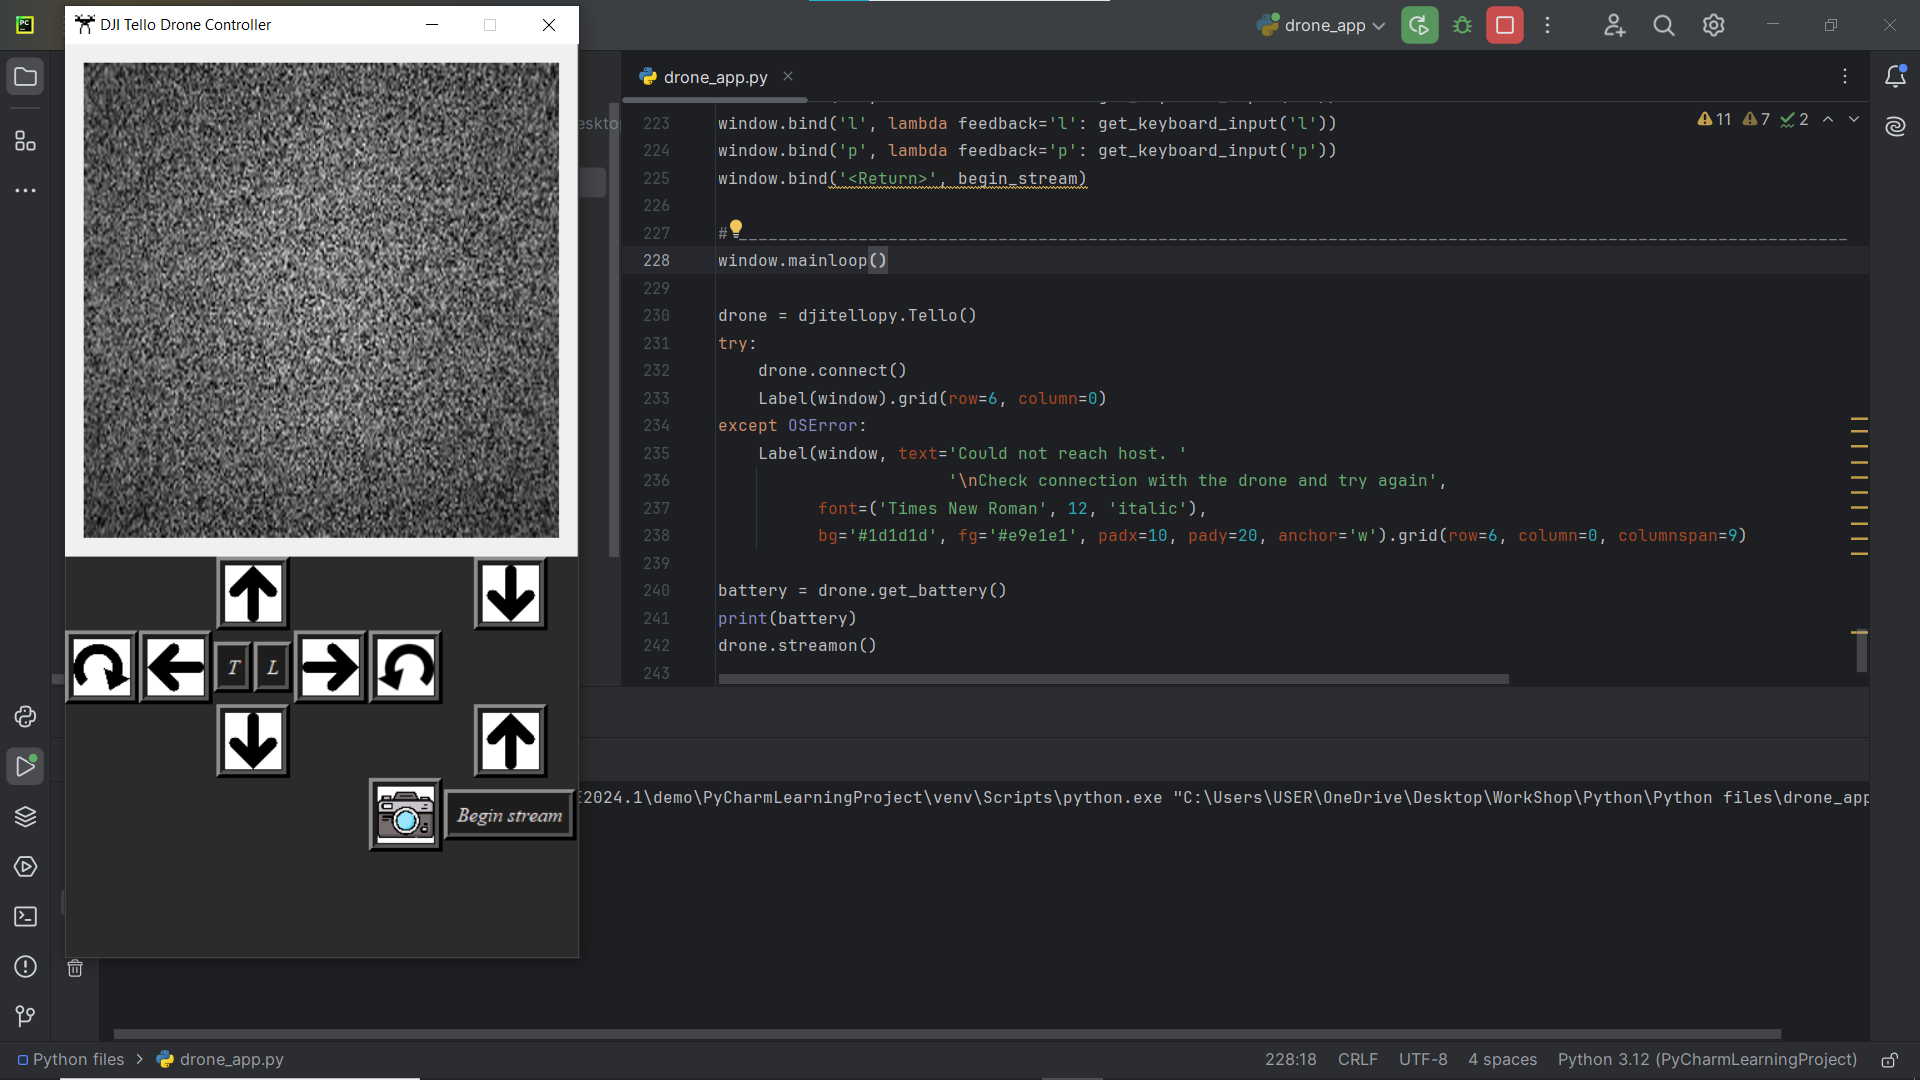 DJI Tello Drone Controller
drone_app
drone_app.py
11 7 2
223 window.bind('l', lambda feedback='l': get_keyboard_input('l'))
224 window.bind('p', lambda feedback='p': get_keyboard_input('p'))
225 window.bind('<Return>', begin_stream)
226
227 #_______________________________________________________________________________________________________________
228 window.mainloop()
229
230 drone = djitellopy.Tello()
231 try:
232 drone.connect()
233 Label(window).grid(row=6, column=0)
234 except OSError:
235 Label(window, text='Could not reach host. '
236 '\nCheck connection with the drone and try again',
237 font=('Times New Roman', 12, 'italic'),
238 bg='#1d1d1d', fg='#e9e1e1', padx=10, pady=20, anchor='w').grid(row=6, column=0, columnspan=9)
239
240 battery = drone.get_battery()
241 print(battery)
242 drone.streamon()
243
T L
Begin stream
E2024.1\demo\PyCharmLearningProject\venv\Scripts\python.exe "C:\Users\USER\OneDrive\Desktop\WorkShop\Python\Python files\drone_app
Python files > drone_app.py
228:18 CRLF UTF-8 4 spaces Python 3.12 (PyCharmLearningProject)